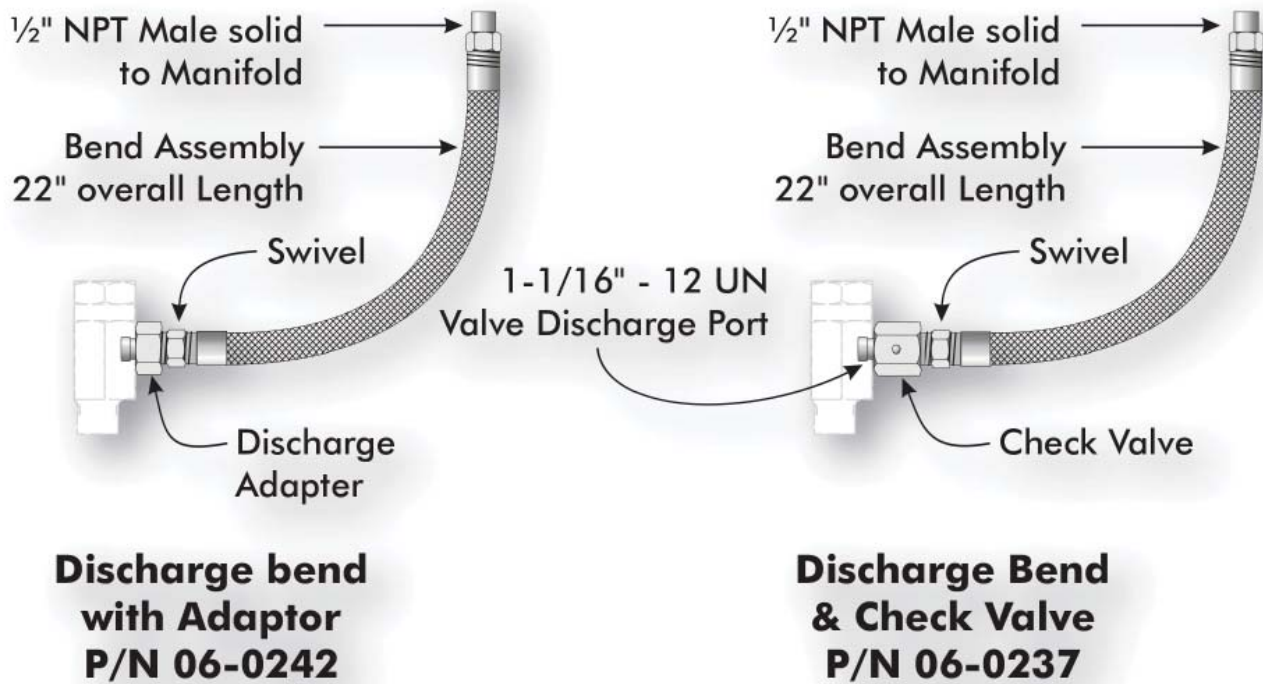 ½" NPT Male solid
to Manifold
Bend Assembly
22" overall Length
Swivel
Discharge
Adapter
Discharge bend
with Adaptor
P/N 06-0242
½" NPT Male solid
to Manifold
Bend Assembly
22" overall Length
Swivel
1-1/16" - 12 UN
Valve Discharge Port
Check Valve
Discharge Bend
& Check Valve
P/N 06-0237